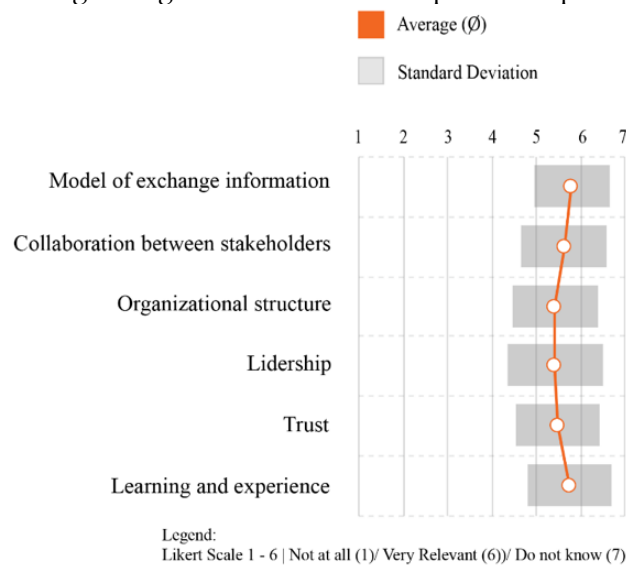 Average (Ø)
Standard Deviation
1 2 3 4 5 6 7
Model of exchange information
Collaboration between stakeholders
Organizational structure
Lidership
Trust
Learning and experience
Legend:
Likert Scale 1 - 6 | Not at all (1)/ Very Relevant (6))/ Do not know (7)